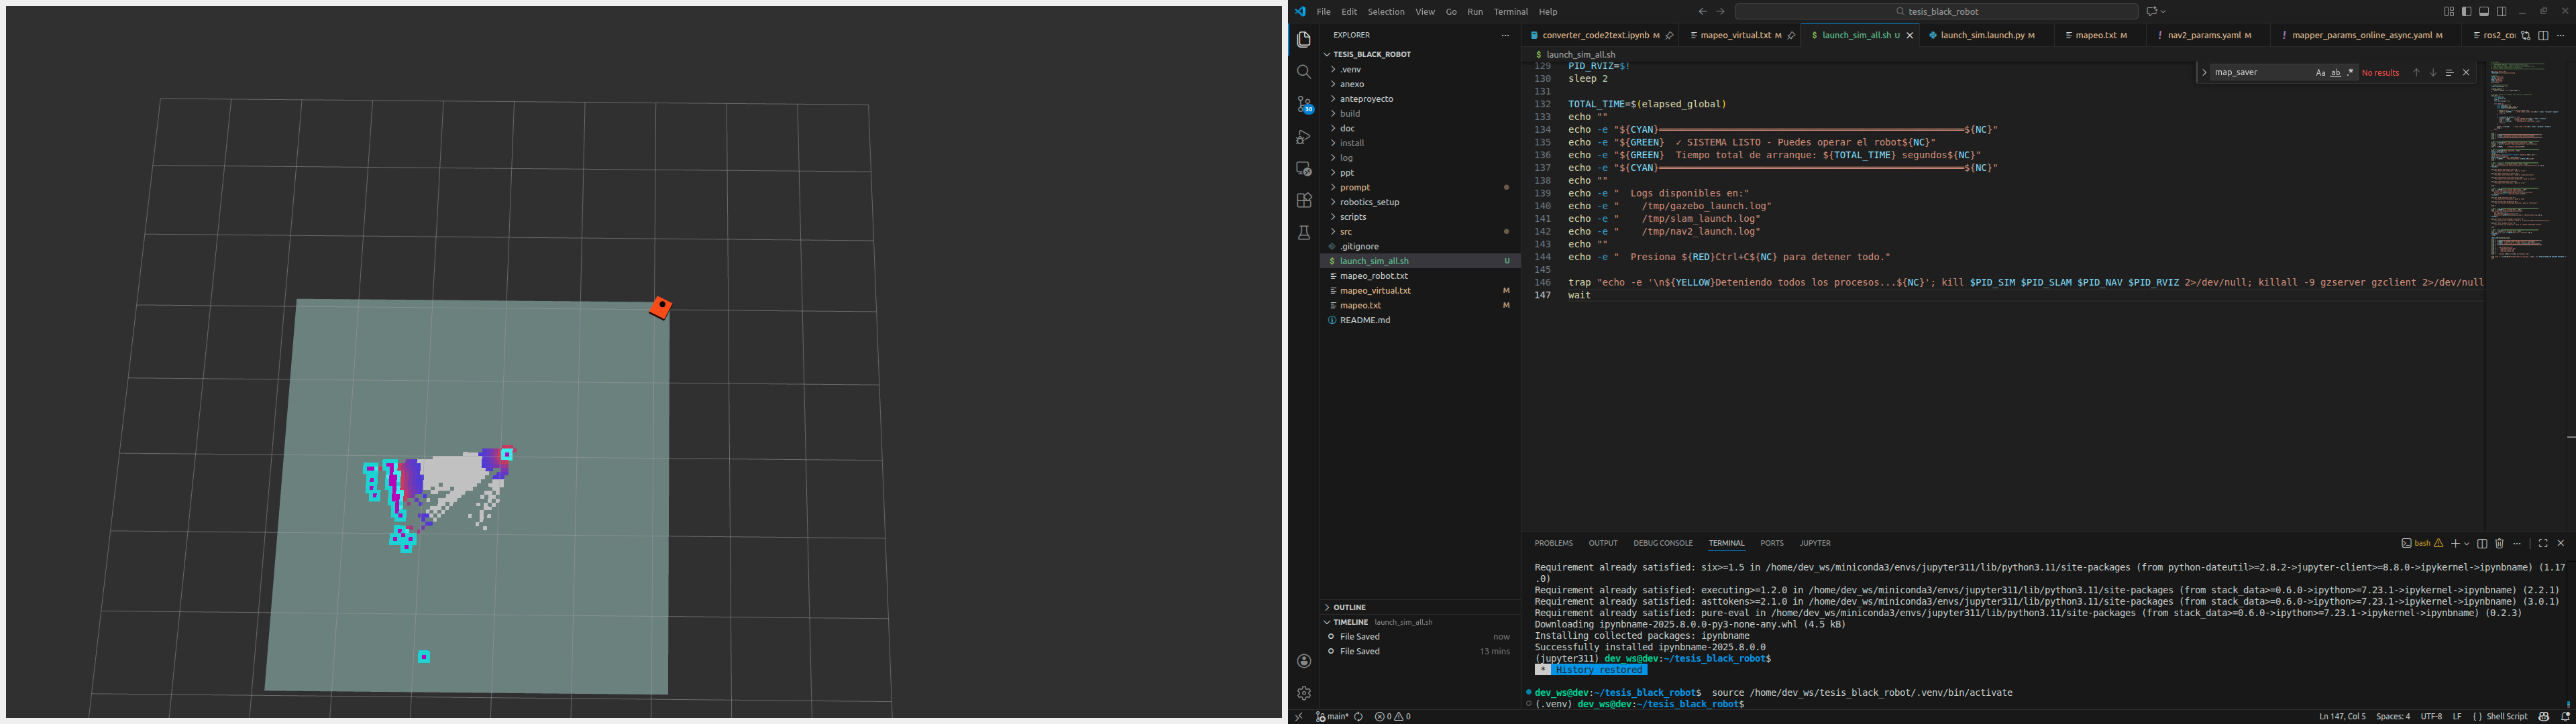 File Edit Selection View Go Run Terminal Help
tesis_black_robot
EXPLORER
TESIS_BLACK_ROBOT
.venv
anexo
anteproyecto
build
doc
install
log
ppt
prompt
robotics_setup
scripts
src
.gitignore
launch_sim_all.sh U
mapeo_robot.txt
mapeo_virtual.txt M
mapeo.txt M
README.md
30
OUTLINE
TIMELINE launch_sim_all.sh
File Saved now
File Saved 13 mins
converter_code2text.ipynb M
mapeo_virtual.txt M
launch_sim_all.sh U
launch_sim.launch.py M
mapeo.txt M
nav2_params.yaml M
mapper_params_online_async.yaml M
ros2_co
launch_sim_all.sh
map_saver
Aa ab .* No results
129 PID_RVIZ=$!
130 sleep 2
131
132 TOTAL_TIME=$(elapsed_global)
133 echo ""
134 echo -e "${CYAN}═══════════════════════════════════════════════════${NC}"
135 echo -e "${GREEN}  ✓ SISTEMA LISTO - Puedes operar el robot${NC}"
136 echo -e "${GREEN}  Tiempo total de arranque: ${TOTAL_TIME} segundos${NC}"
137 echo -e "${CYAN}═══════════════════════════════════════════════════${NC}"
138 echo ""
139 echo -e "  Logs disponibles en:"
140 echo -e "    /tmp/gazebo_launch.log"
141 echo -e "    /tmp/slam_launch.log"
142 echo -e "    /tmp/nav2_launch.log"
143 echo ""
144 echo -e "  Presiona ${RED}Ctrl+C${NC} para detener todo."
145
146 trap "echo -e '\n${YELLOW}Deteniendo todos los procesos...${NC}'; kill $PID_SIM $PID_SLAM $PID_NAV $PID_RVIZ 2>/dev/null; killall -9 gzserver gzclient 2>/dev/null
147 wait
PROBLEMS OUTPUT DEBUG CONSOLE TERMINAL PORTS JUPYTER
bash
Requirement already satisfied: six>=1.5 in /home/dev_ws/miniconda3/envs/jupyter311/lib/python3.11/site-packages (from python-dateutil>=2.8.2->jupyter-client>=8.8.0->ipykernel->ipynbname) (1.17
.0)
Requirement already satisfied: executing>=1.2.0 in /home/dev_ws/miniconda3/envs/jupyter311/lib/python3.11/site-packages (from stack_data>=0.6.0->ipython>=7.23.1->ipykernel->ipynbname) (2.2.1)
Requirement already satisfied: asttokens>=2.1.0 in /home/dev_ws/miniconda3/envs/jupyter311/lib/python3.11/site-packages (from stack_data>=0.6.0->ipython>=7.23.1->ipykernel->ipynbname) (3.0.1)
Requirement already satisfied: pure-eval in /home/dev_ws/miniconda3/envs/jupyter311/lib/python3.11/site-packages (from stack_data>=0.6.0->ipython>=7.23.1->ipykernel->ipynbname) (0.2.3)
Downloading ipynbname-2025.8.0.0-py3-none-any.whl (4.5 kB)
Installing collected packages: ipynbname
Successfully installed ipynbname-2025.8.0.0
(jupyter311) dev_ws@dev:~/tesis_black_robot$
* History restored
dev_ws@dev:~/tesis_black_robot$  source /home/dev_ws/tesis_black_robot/.venv/bin/activate
(.venv) dev_ws@dev:~/tesis_black_robot$
main* 0 0
Ln 147, Col 5 Spaces: 4 UTF-8 LF {} Shell Script